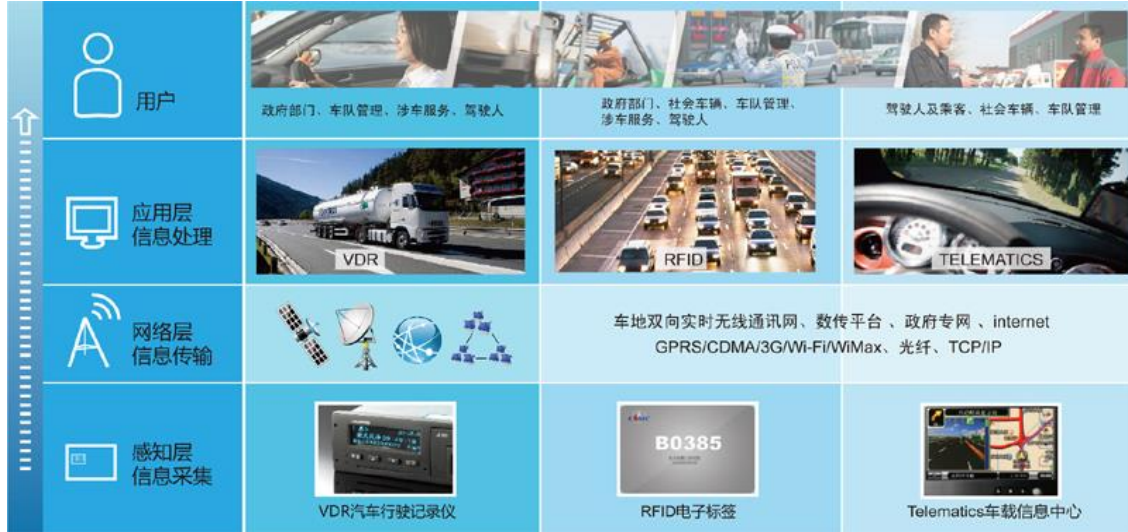 用户
政府部门、车队管理、涉车服务、驾驶人
政府部门、社会车辆、车队管理、
涉车服务、驾驶人
驾驶人及乘客、社会车辆、车队管理
应用层
信息处理
VDR
RFID
TELEMATICS
网络层
信息传输
车地双向实时无线通讯网、数传平台 、政府专网 、internet
GPRS/CDMA/3G/Wi-Fi/WiMax、光纤、TCP/IP
感知层
信息采集
B0385
VDR汽车行驶记录仪
RFID电子标签
Telematics车载信息中心